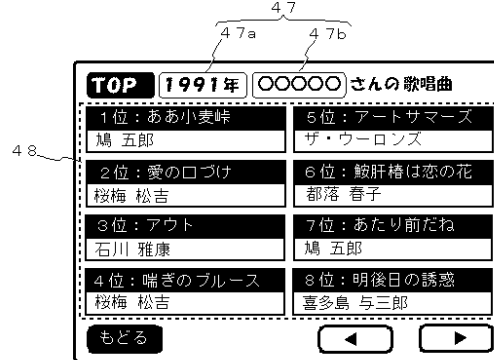 47
47a
47b
TOP 1991年 〇〇〇〇〇 さんの歌唱曲
48
1位:ああ小麦峠
鳩 五郎
2位:愛の口づけ
桜梅 松吉
3位:アウト
石川 雅康
4位:喘ぎのブルース
桜梅 松吉
5位:アートサマーズ
ザ・ウーロンズ
6位:鮟肝椿は恋の花
都落 春子
7位:あたり前だね
鳩 五郎
8位:明後日の誘惑
喜多島 与三郎
もどる